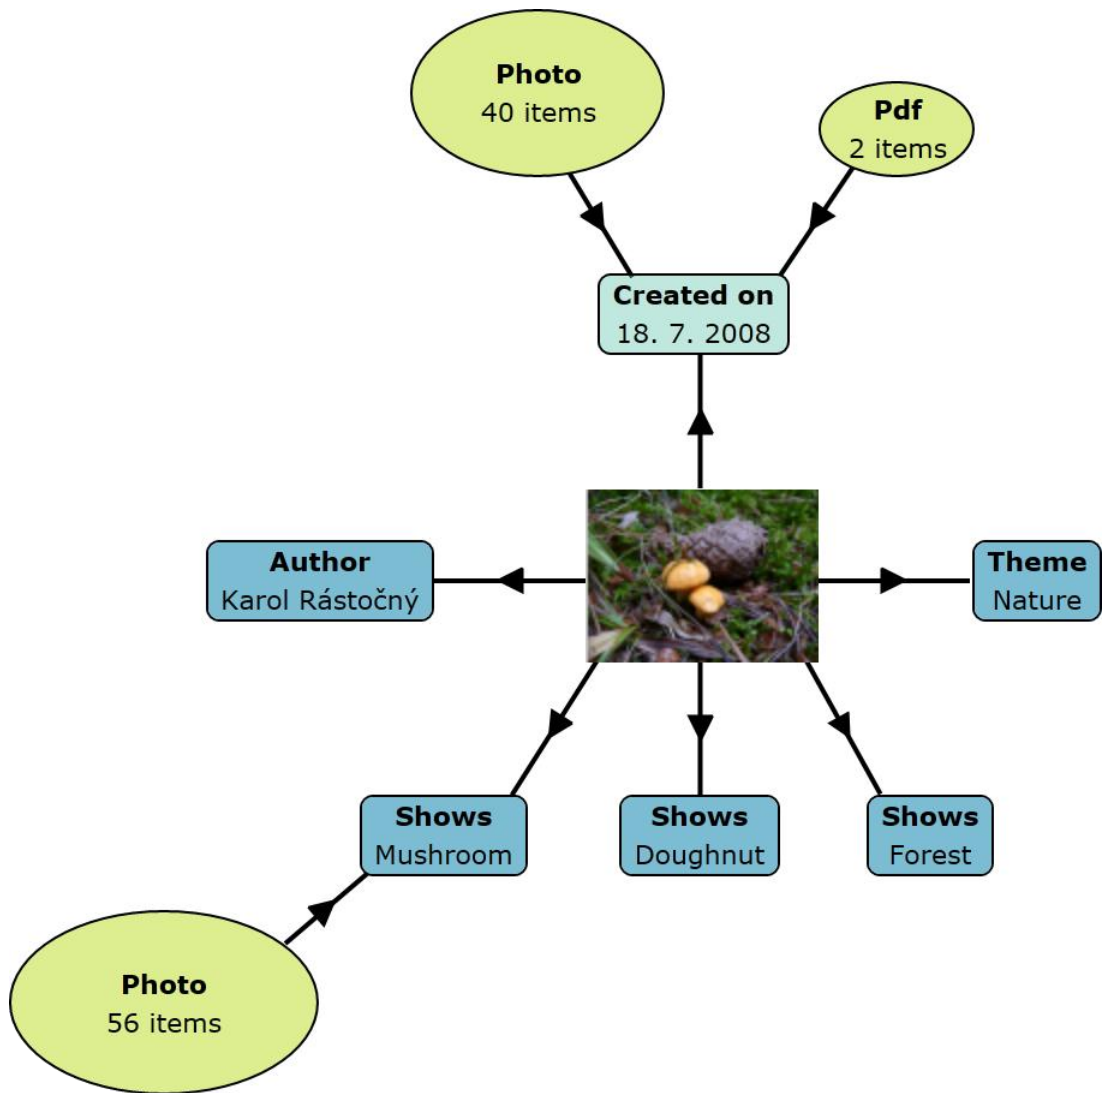 Photo
40 items
Pdf
2 items
Created on
18. 7. 2008
Author
Karol Rástočný
Theme
Nature
Shows
Mushroom
Shows
Doughnut
Shows
Forest
Photo
56 items